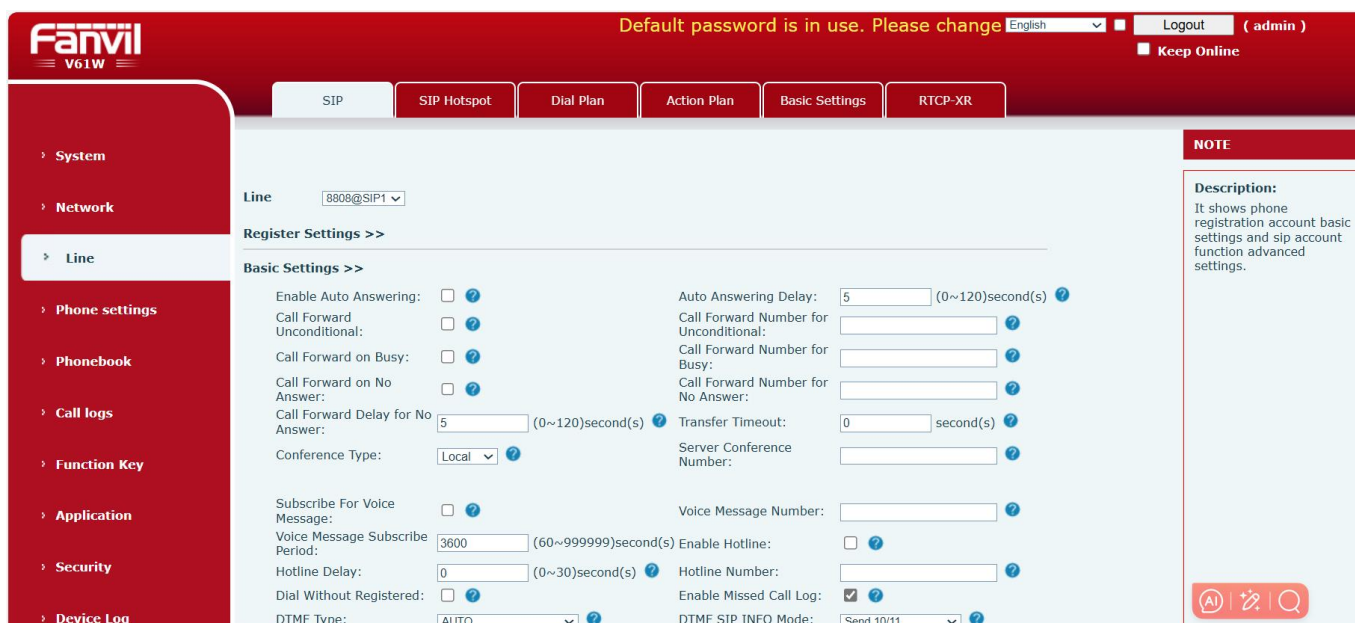 Fanvil
V61W
Default password is in use. Please change English Logout ( admin )
Keep Online
SIP SIP Hotspot Dial Plan Action Plan Basic Settings RTCP-XR
System
Network
Line
Phone settings
Phonebook
Call logs
Function Key
Application
Security
Device Log
Line 8808@SIP1
Register Settings >>
Basic Settings >>
Enable Auto Answering: ? Auto Answering Delay: 5 (0~120)second(s) ?
Call Forward
Unconditional: ? Call Forward Number for
Unconditional: ?
Call Forward on Busy: ? Call Forward Number for
Busy: ?
Call Forward on No
Answer: ? Call Forward Number for
No Answer: ?
Call Forward Delay for No
Answer: 5 (0~120)second(s) ? Transfer Timeout: 0 second(s) ?
Conference Type: Local ? Server Conference
Number: ?
Subscribe For Voice
Message: ? Voice Message Number: ?
Voice Message Subscribe
Period: 3600 (60~999999)second(s) Enable Hotline: ?
Hotline Delay: 0 (0~30)second(s) ? Hotline Number: ?
Dial Without Registered: ? Enable Missed Call Log: ?
DTMF Type: AUTO ? DTMF SIP INFO Mode: Send 10/11 ?
NOTE
Description:
It shows phone
registration account basic
settings and sip account
function advanced
settings.
AI